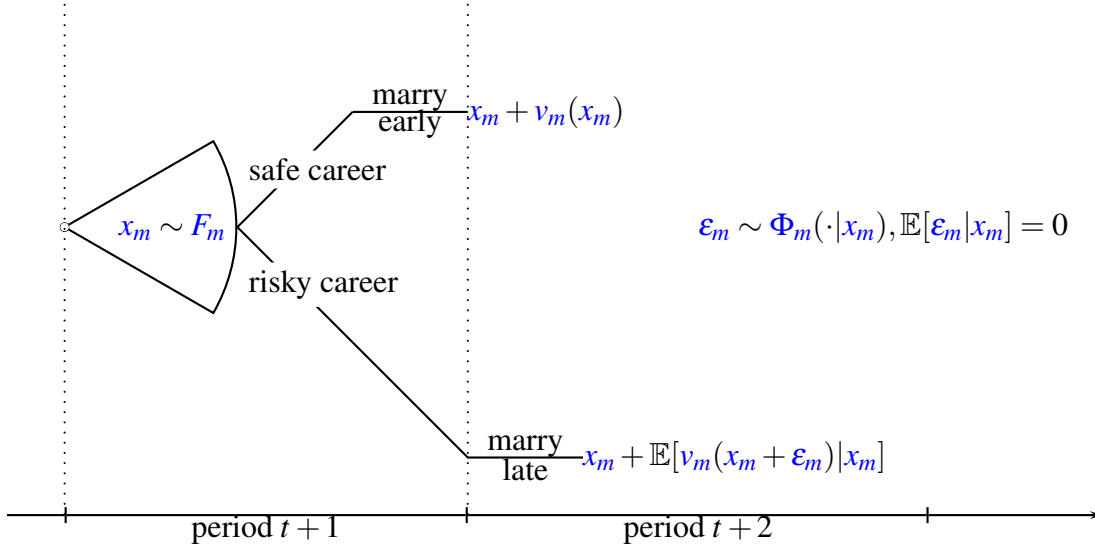 marry
early
x_m + v_m(x_m)
safe career
x_m ∼ F_m
ε_m ∼ Φ_m(·|x_m), 𝔼[ε_m|x_m] = 0
risky career
marry
late
x_m + 𝔼[v_m(x_m + ε_m)|x_m]
period t + 1
period t + 2